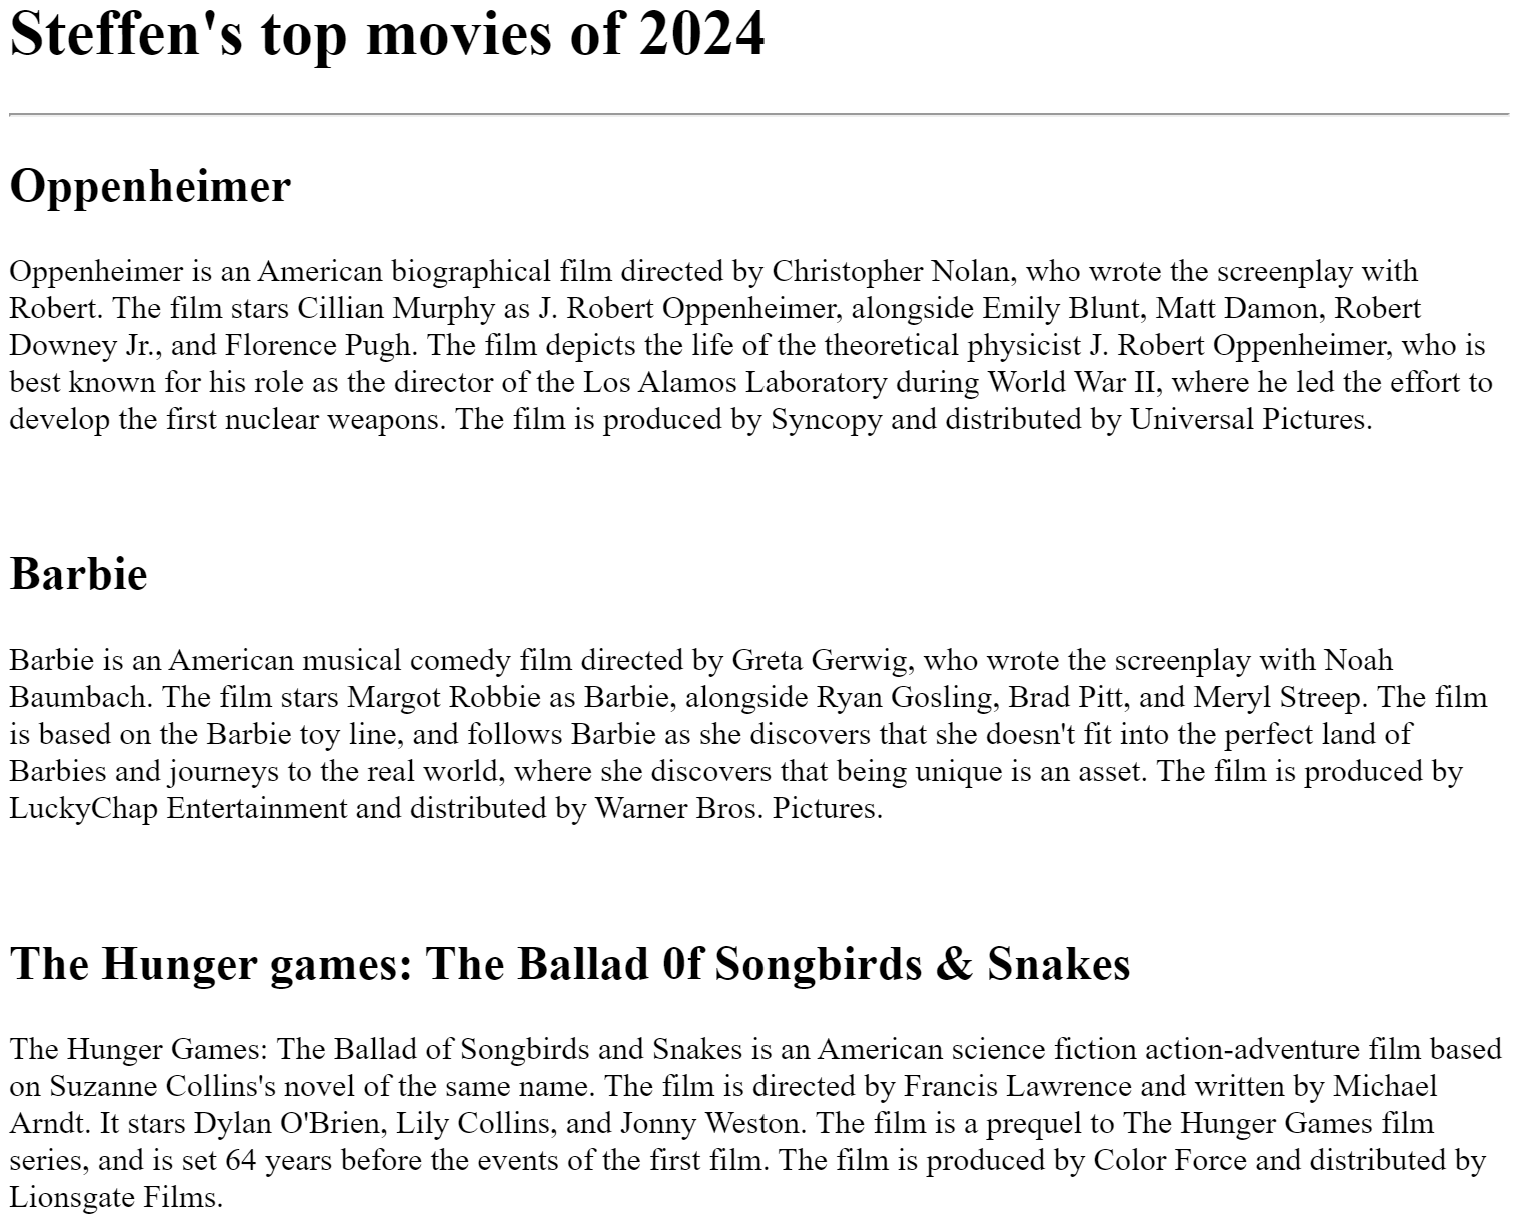 Steffen's top movies of 2024
Oppenheimer
Oppenheimer is an American biographical film directed by Christopher Nolan, who wrote the screenplay with
Robert. The film stars Cillian Murphy as J. Robert Oppenheimer, alongside Emily Blunt, Matt Damon, Robert
Downey Jr., and Florence Pugh. The film depicts the life of the theoretical physicist J. Robert Oppenheimer, who is
best known for his role as the director of the Los Alamos Laboratory during World War II, where he led the effort to
develop the first nuclear weapons. The film is produced by Syncopy and distributed by Universal Pictures.
Barbie
Barbie is an American musical comedy film directed by Greta Gerwig, who wrote the screenplay with Noah
Baumbach. The film stars Margot Robbie as Barbie, alongside Ryan Gosling, Brad Pitt, and Meryl Streep. The film
is based on the Barbie toy line, and follows Barbie as she discovers that she doesn't fit into the perfect land of
Barbies and journeys to the real world, where she discovers that being unique is an asset. The film is produced by
LuckyChap Entertainment and distributed by Warner Bros. Pictures.
The Hunger games: The Ballad 0f Songbirds & Snakes
The Hunger Games: The Ballad of Songbirds and Snakes is an American science fiction action-adventure film based
on Suzanne Collins's novel of the same name. The film is directed by Francis Lawrence and written by Michael
Arndt. It stars Dylan O'Brien, Lily Collins, and Jonny Weston. The film is a prequel to The Hunger Games film
series, and is set 64 years before the events of the first film. The film is produced by Color Force and distributed by
Lionsgate Films.